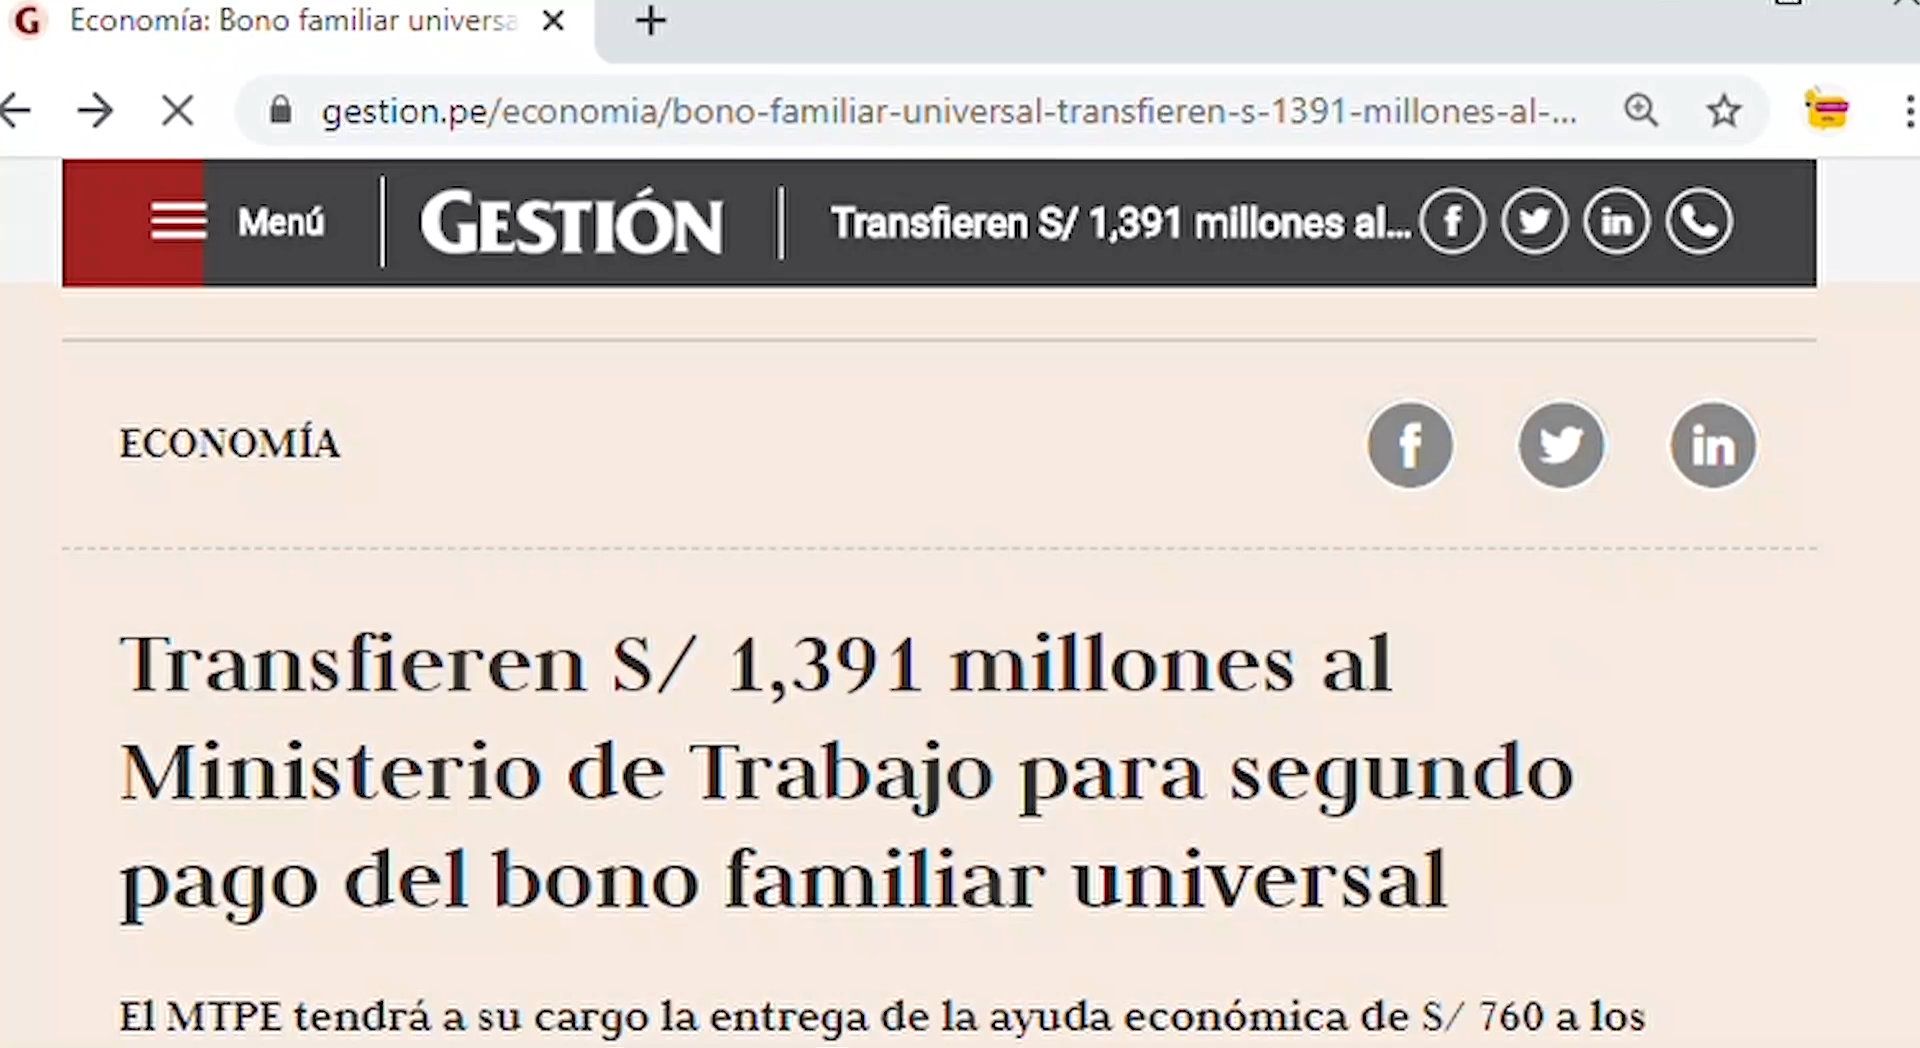 G Economía: Bono familiar universa
gestion.pe/economia/bono-familiar-universal-transfieren-s-1391-millones-al-...
Menú GESTIÓN Transfieren S/ 1,391 millones al...
ECONOMÍA
Transfieren S/ 1,391 millones al
Ministerio de Trabajo para segundo
pago del bono familiar universal
El MTPE tendrá a su cargo la entrega de la ayuda económica de S/ 760 a los